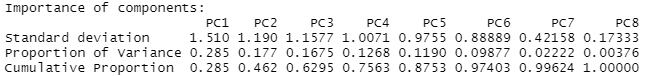 Importance of components:
PC1 PC2 PC3 PC4 PC5 PC6 PC7 PC8
Standard deviation 1.510 1.190 1.1577 1.0071 0.9755 0.88889 0.42158 0.17333
Proportion of Variance 0.285 0.177 0.1675 0.1268 0.1190 0.09877 0.02222 0.00376
Cumulative Proportion 0.285 0.462 0.6295 0.7563 0.8753 0.97403 0.99624 1.00000